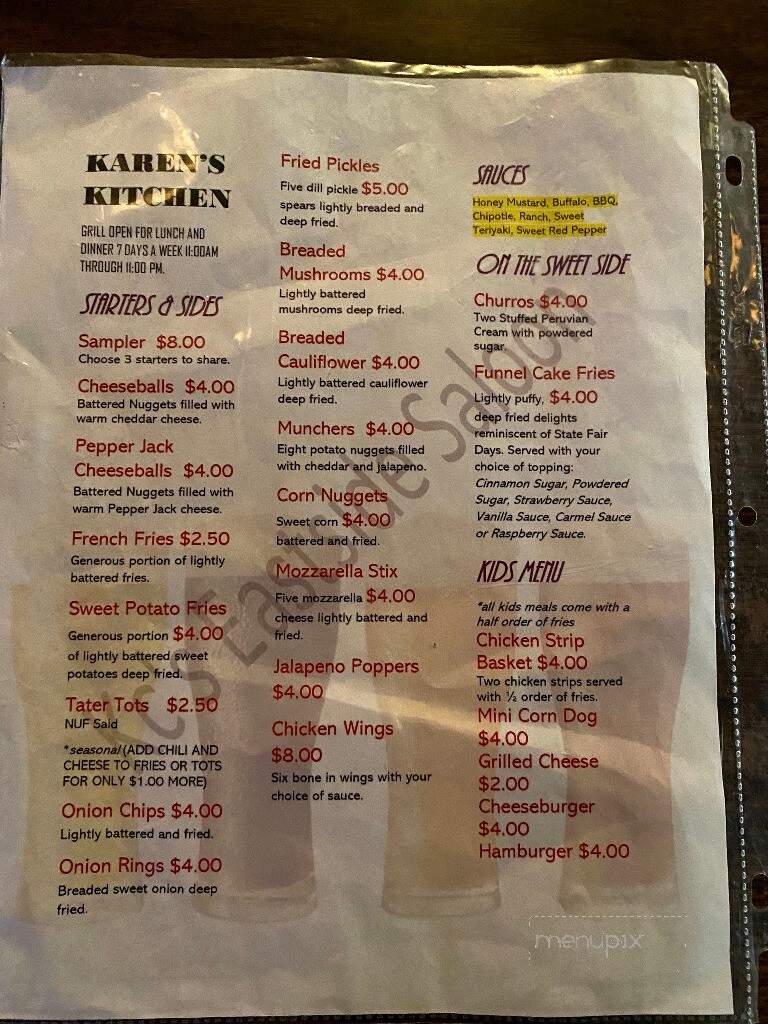 KAREN'S
KITCHEN
GRILL OPEN FOR LUNCH AND
DINNER 7 DAYS A WEEK 11:00AM
THROUGH 11:00 PM.
STARTERS & SIDES
Sampler $8.00
Choose 3 starters to share.
Cheeseballs $4.00
Battered Nuggets filled with
warm cheddar cheese.
Pepper Jack
Cheeseballs $4.00
Battered Nuggets filled with
warm Pepper Jack cheese.
French Fries $2.50
Generous portion of lightly
battered fries.
Sweet Potato Fries
Generous portion $4.00
of lightly battered sweet
potatoes deep fried.
Tater Tots $2.50
NUF Said
*seasonal (ADD CHILI AND
CHEESE TO FRIES OR TOTS
FOR ONLY $1.00 MORE)
Onion Chips $4.00
Lightly battered and fried.
Onion Rings $4.00
Breaded sweet onion deep
fried.
Fried Pickles
Five dill pickle $5.00
spears lightly breaded and
deep fried.
Breaded
Mushrooms $4.00
Lightly battered
mushrooms deep fried.
Breaded
Cauliflower $4.00
Lightly battered cauliflower
deep fried.
Munchers $4.00
Eight potato nuggets filled
with cheddar and jalapeno.
Corn Nuggets
Sweet corn $4.00
battered and fried.
Mozzarella Stix
Five mozzarella $4.00
cheese lightly battered and
fried.
Jalapeno Poppers
$4.00
Chicken Wings
$8.00
Six bone in wings with your
choice of sauce.
SAUCES
Honey Mustard, Buffalo, BBQ,
Chipotle, Ranch, Sweet
Teriyaki, Sweet Red Pepper
ON THE SWEET SIDE
Churros $4.00
Two Stuffed Peruvian
Cream with powdered
sugar.
Funnel Cake Fries
Lightly puffy, $4.00
deep fried delights
reminiscent of State Fair
Days. Served with your
choice of topping:
Cinnamon Sugar, Powdered
Sugar, Strawberry Sauce,
Vanilla Sauce, Carmel Sauce
or Raspberry Sauce.
KIDS MENU
*all kids meals come with a
half order of fries
Chicken Strip
Basket $4.00
Two chicken strips served
with ½ order of fries.
Mini Corn Dog
$4.00
Grilled Cheese
$2.00
Cheeseburger
$4.00
Hamburger $4.00
Eastside Saloon
menupix